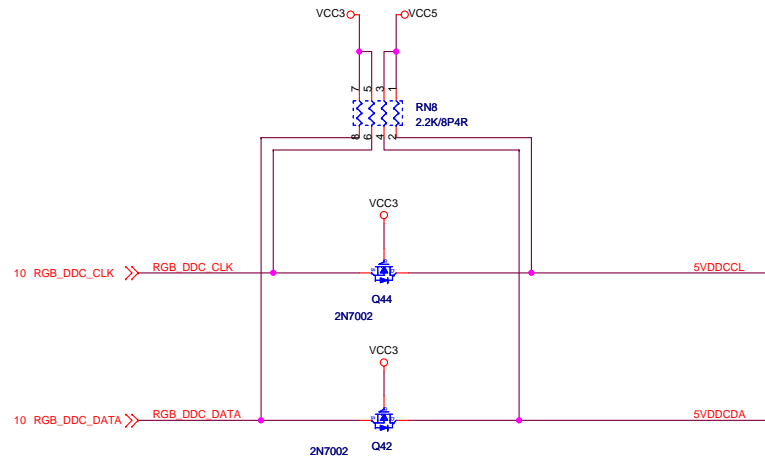 VCC3
VCC5
7
5
3
1
RN8
2.2K/8P4R
8
6
4
2
VCC3
10 RGB_DDC_CLK
RGB_DDC_CLK
5VDDCCL
Q44
2N7002
VCC3
10 RGB_DDC_DATA
RGB_DDC_DATA
5VDDCDA
Q42
2N7002